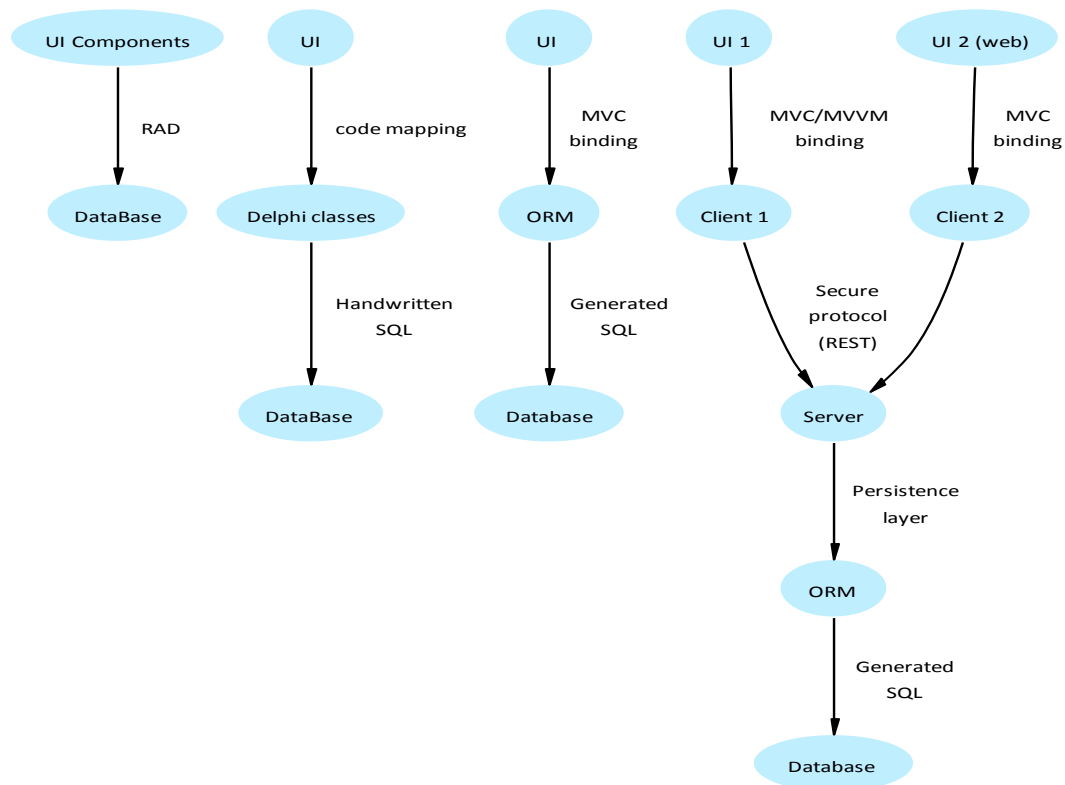 UI Components
UI
UI
UI 1
UI 2 (web)
RAD
code mapping
MVC
binding
MVC/MVVM
binding
MVC
binding
DataBase
Delphi classes
ORM
Client 1
Client 2
Handwritten
SQL
Generated
SQL
Secure
protocol
(REST)
DataBase
Database
Server
Persistence
layer
ORM
Generated
SQL
Database